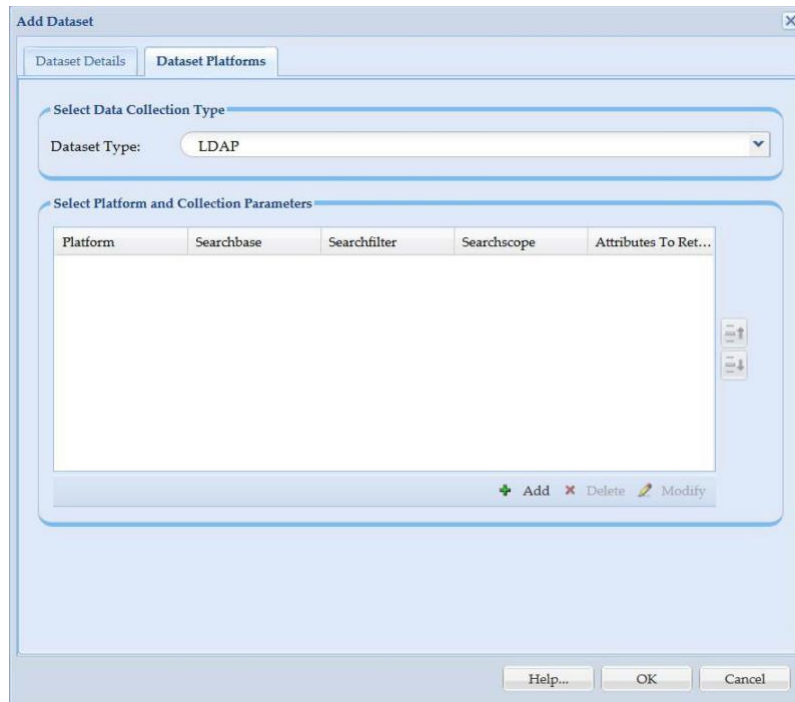 Add Dataset
Dataset Details Dataset Platforms
Select Data Collection Type
Dataset Type: LDAP
Select Platform and Collection Parameters
Platform Searchbase Searchfilter Searchscope Attributes To Ret...
Add Delete Modify
Help... OK Cancel